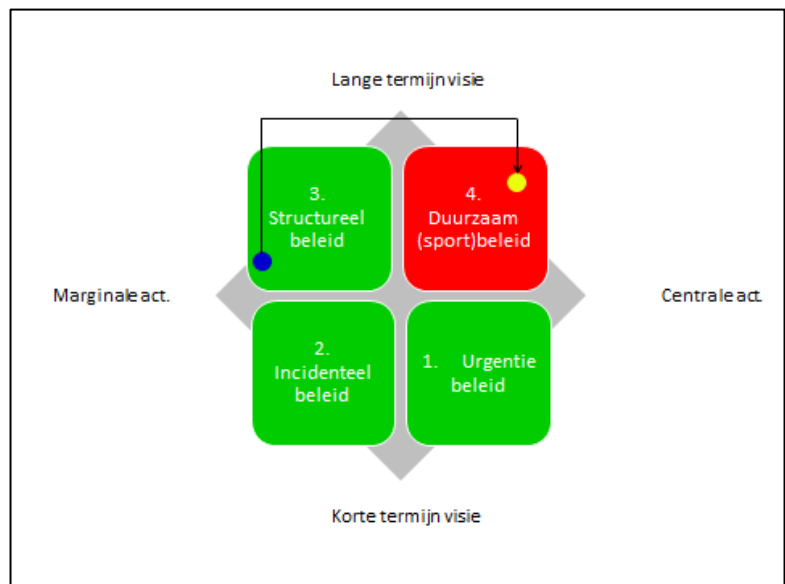 Lange termijn visie
3.
Structureel
beleid
4.
Duurzaam
(sport)beleid
Marginale act.
Centrale act.
2.
Incidenteel
beleid
1. Urgentie
beleid
Korte termijn visie